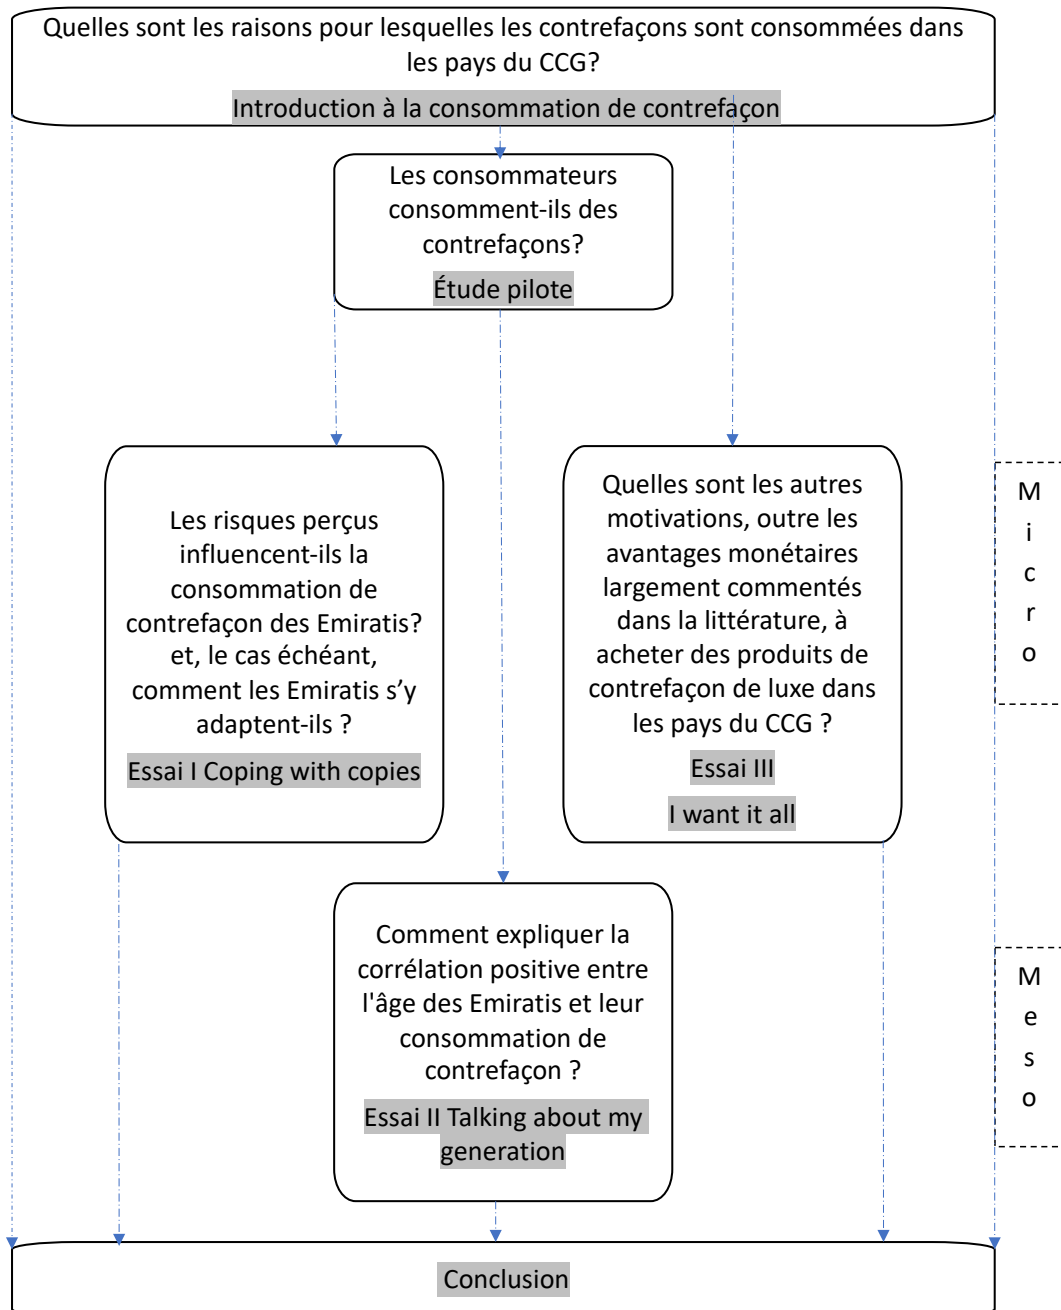 Quelles sont les raisons pour lesquelles les contrefaçons sont consommées dans
les pays du CCG?
Introduction à la consommation de contrefaçon
Les consommateurs
consomment-ils des
contrefaçons?
Étude pilote
Les risques perçus
influencent-ils la
consommation de
contrefaçon des Emiratis?
et, le cas échéant,
comment les Emiratis s’y
adaptent-ils ?
Essai I Coping with copies
Quelles sont les autres
motivations, outre les
avantages monétaires
largement commentés
dans la littérature, à
acheter des produits de
contrefaçon de luxe dans
les pays du CCG ?
Essai III
I want it all
M
i
c
r
o
Comment expliquer la
corrélation positive entre
l'âge des Emiratis et leur
consommation de
contrefaçon ?
Essai II Talking about my
generation
M
e
s
o
Conclusion